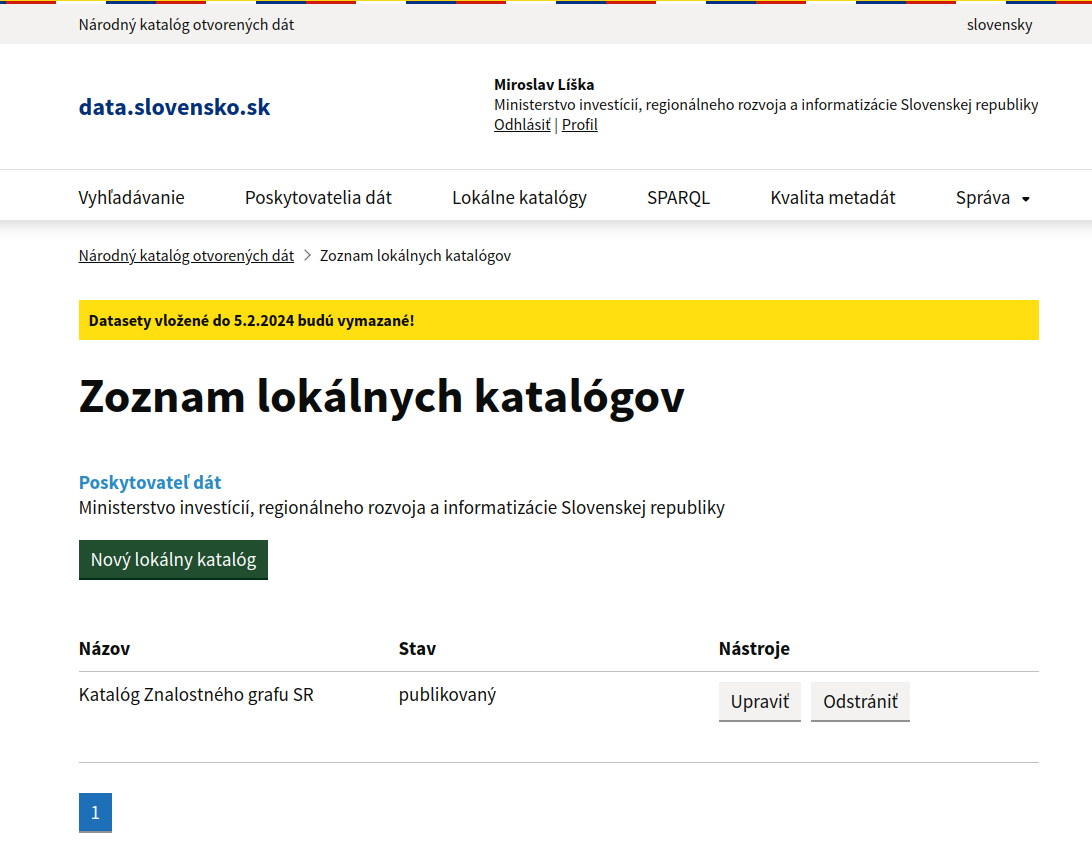 Národný katalóg otvorených dát
slovensky
data.slovensko.sk
Miroslav Líška
Ministerstvo investícií, regionálneho rozvoja a informatizácie Slovenskej republiky
Odhlásiť | Profil
Vyhľadávanie
Poskytovatelia dát
Lokálne katalógy
SPARQL
Kvalita metadát
Správa
Národný katalóg otvorených dát > Zoznam lokálnych katalógov
Datasety vložené do 5.2.2024 budú vymazané!
Zoznam lokálnych katalógov
Poskytovateľ dát
Ministerstvo investícií, regionálneho rozvoja a informatizácie Slovenskej republiky
Nový lokálny katalóg
Názov Stav Nástroje
Katalóg Znalostného grafu SR publikovaný Upraviť Odstrániť
1